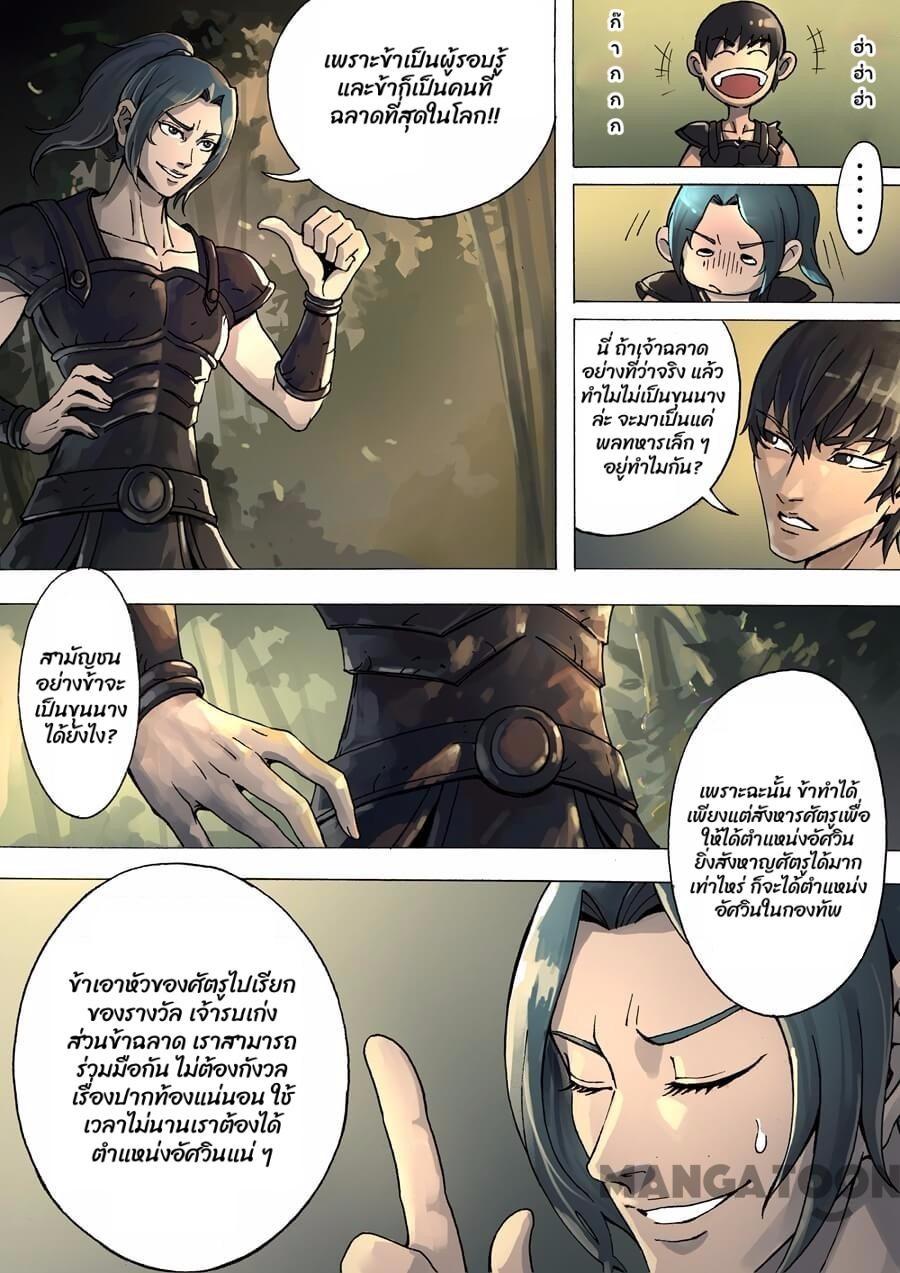 เพราะข้าเป็นผู้รอบรู้
และข้าก็เป็นคนที่
ฉลาดที่สุดในโลก!!
ก๊ากกก
ฮ่าฮ่าฮ่า
.....
นี่ ถ้าเจ้าฉลาด
อย่างที่ว่าจริง แล้ว
ทำไมไม่เป็นขุนนาง
ล่ะ จะมาเป็นแค่
พลทหารเล็ก ๆ
อยู่ทำไมกัน?
สามัญชน
อย่างข้าจะ
เป็นขุนนาง
ได้ยังไง?
เพราะฉะนั้น ข้าทำได้
เพียงแต่สังหารศัตรูเพื่อ
ให้ได้ตำแหน่งอัศวิน
ยิ่งสังหาญศัตรูได้มาก
เท่าไหร่ ก็จะได้ตำแหน่ง
อัศวินในกองทัพ
ข้าเอาหัวของศัตรูไปเรียก
ของรางวัล เจ้ารบเก่ง
ส่วนข้าฉลาด เราสามารถ
ร่วมมือกัน ไม่ต้องกังวล
เรื่องปากท้องแน่นอน ใช้
เวลาไม่นานเราต้องได้
ตำแหน่งอัศวินแน่ ๆ
MANGATOON